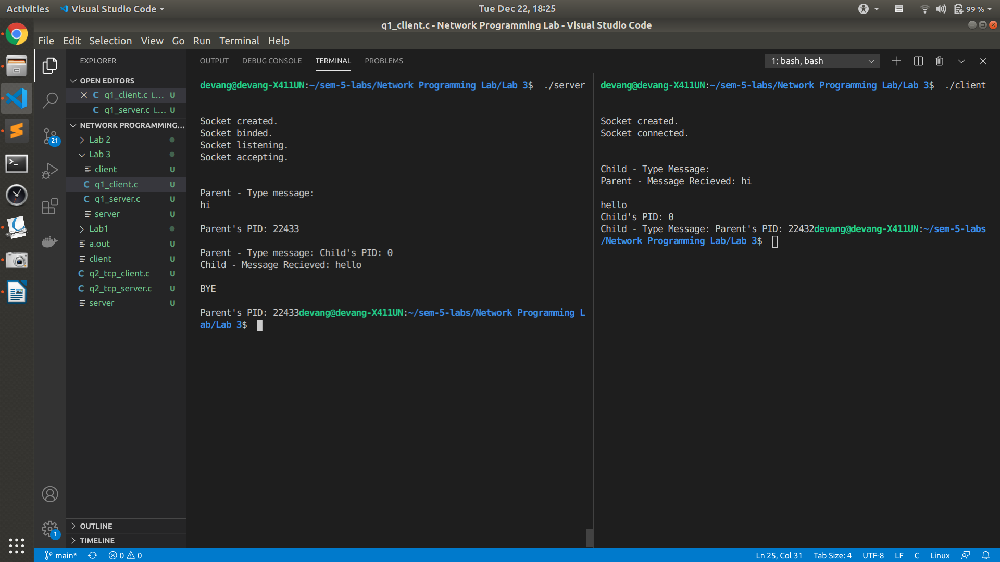 Activities Visual Studio Code Tue Dec 22, 18:25 99 %
q1_client.c - Network Programming Lab - Visual Studio Code
File Edit Selection View Go Run Terminal Help
EXPLORER
OPEN EDITORS
q1_client.c L... U
q1_server.c L... U
NETWORK PROGRAMMING...
Lab 2
Lab 3
client U
q1_client.c U
q1_server.c U
server U
Lab1
a.out U
client U
q2_tcp_client.c U
q2_tcp_server.c U
server U
OUTLINE
TIMELINE
21
1
OUTPUT DEBUG CONSOLE TERMINAL PROBLEMS 1: bash, bash
devang@devang-X411UN:~/sem-5-labs/Network Programming Lab/Lab 3$ ./server
Socket created.
Socket binded.
Socket listening.
Socket accepting.
Parent - Type message:
hi
Parent's PID: 22433
Parent - Type message: Child's PID: 0
Child - Message Recieved: hello
BYE
Parent's PID: 22433devang@devang-X411UN:~/sem-5-labs/Network Programming L
ab/Lab 3$
devang@devang-X411UN:~/sem-5-labs/Network Programming Lab/Lab 3$ ./client
Socket created.
Socket connected.
Child - Type Message:
Parent - Message Recieved: hi
hello
Child's PID: 0
Child - Type Message: Parent's PID: 22432devang@devang-X411UN:~/sem-5-labs
/Network Programming Lab/Lab 3$
main* 0 0 Ln 25, Col 31 Tab Size: 4 UTF-8 LF C Linux